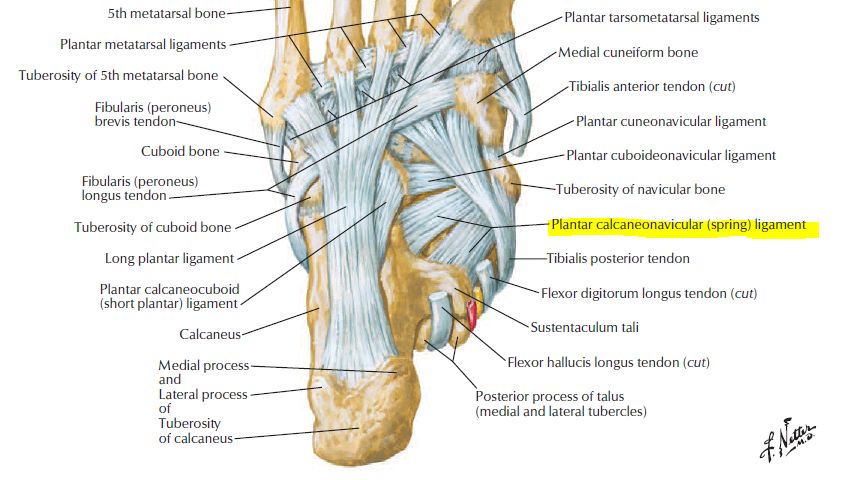 5th metatarsal bone
Plantar metatarsal ligaments
Tuberosity of 5th metatarsal bone
Fibularis (peroneus)
brevis tendon
Cuboid bone
Fibularis (peroneus)
longus tendon
Tuberosity of cuboid bone
Long plantar ligament
Plantar calcaneocuboid
(short plantar) ligament
Calcaneus
Medial process
and
Lateral process
of
Tuberosity
of calcaneus
Plantar tarsometatarsal ligaments
Medial cuneiform bone
Tibialis anterior tendon (cut)
Plantar cuneonavicular ligament
Plantar cuboideonavicular ligament
Tuberosity of navicular bone
Plantar calcaneonavicular (spring) ligament
Tibialis posterior tendon
Flexor digitorum longus tendon (cut)
Sustentaculum tali
Flexor hallucis longus tendon (cut)
Posterior process of talus
(medial and lateral tubercles)
F. Netter
M.D.